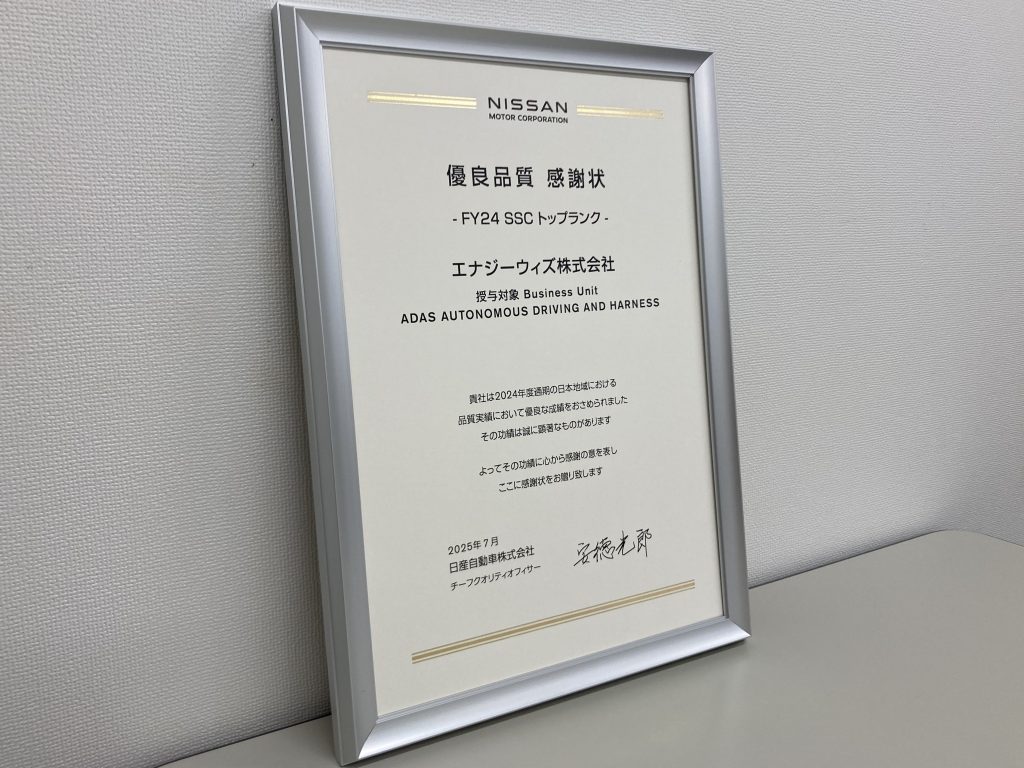 NISSAN
MOTOR CORPORATION
優良品質 感謝状
- FY24 SSC トップランク -
エナジーウィズ株式会社
授与対象 Business Unit
ADAS AUTONOMOUS DRIVING AND HARNESS
貴社は2024年度通期の日本地域における
品質実績において優良な成績をおさめられました
その功績は誠に顕著なものがあります
よってその功績に心から感謝の意を表し
ここに感謝状をお贈り致します
2025年7月
日産自動車株式会社
チーフクオリティオフィサー
安徳光郎